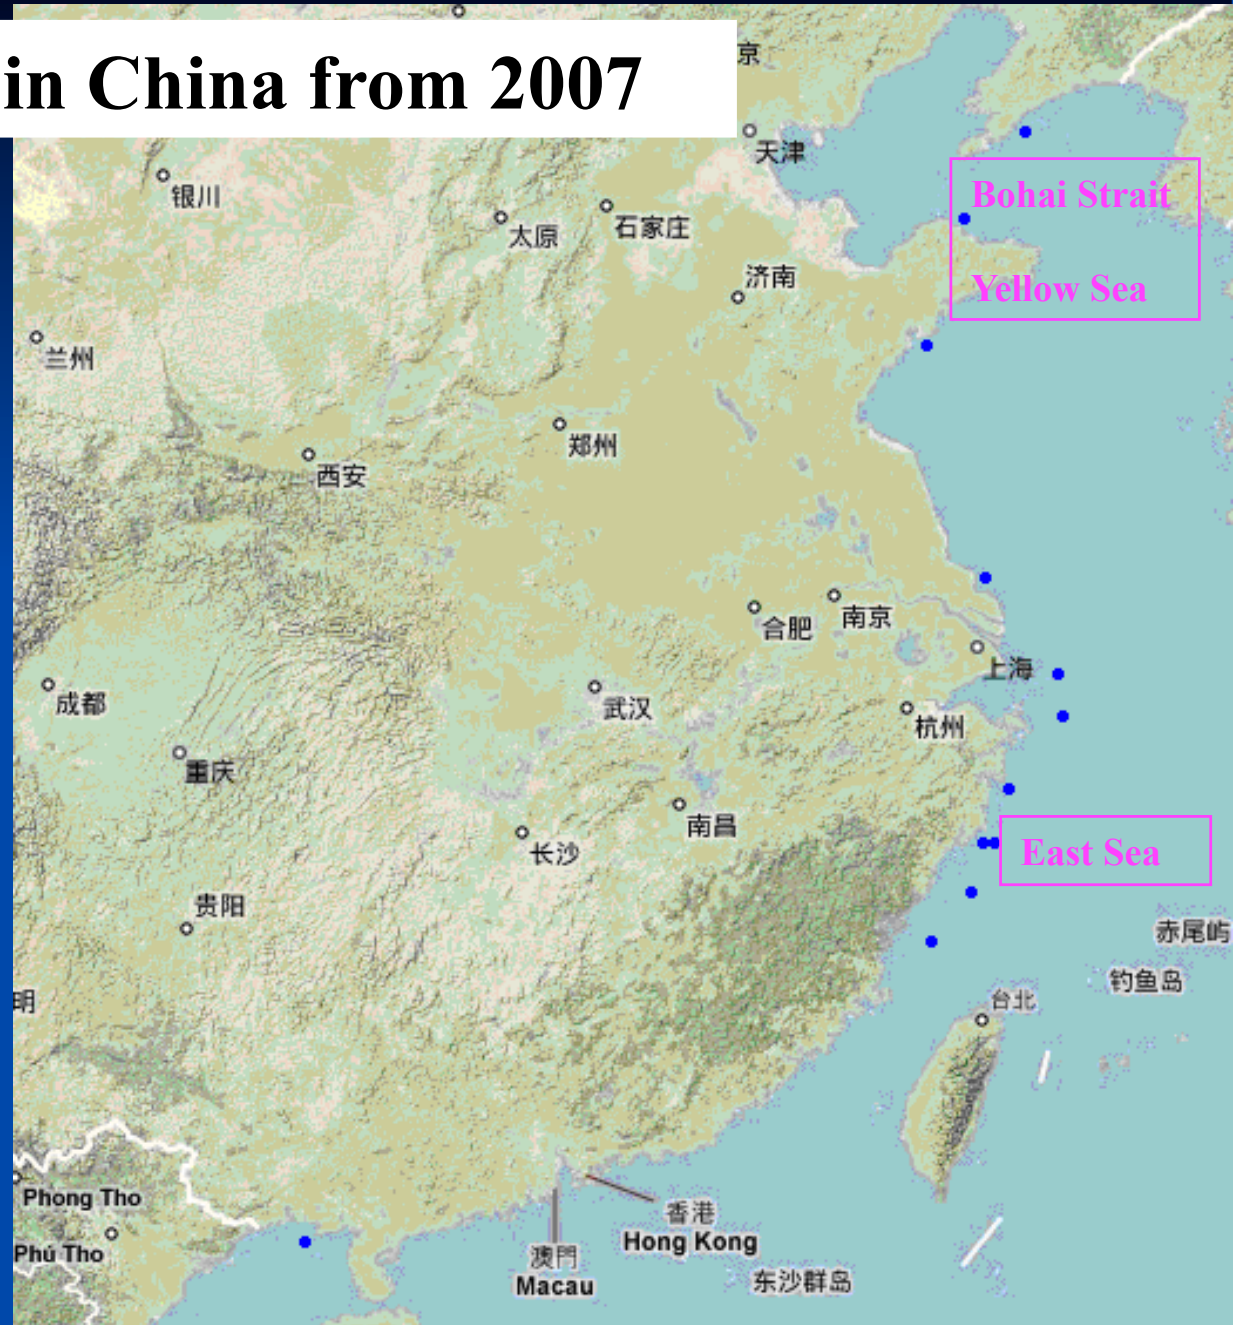 in China from 2007
京
天津
Bohai Strait
银川
石家庄
太原
济南
Yellow Sea
兰州
郑州
西安
合肥
南京
上海
成都
武汉
杭州
重庆
南昌
长沙
East Sea
贵阳
赤尾屿
钓鱼岛
明
台北
Phong Tho
香港
Hong Kong
Phú Tho
澳門
Macau
东沙群岛